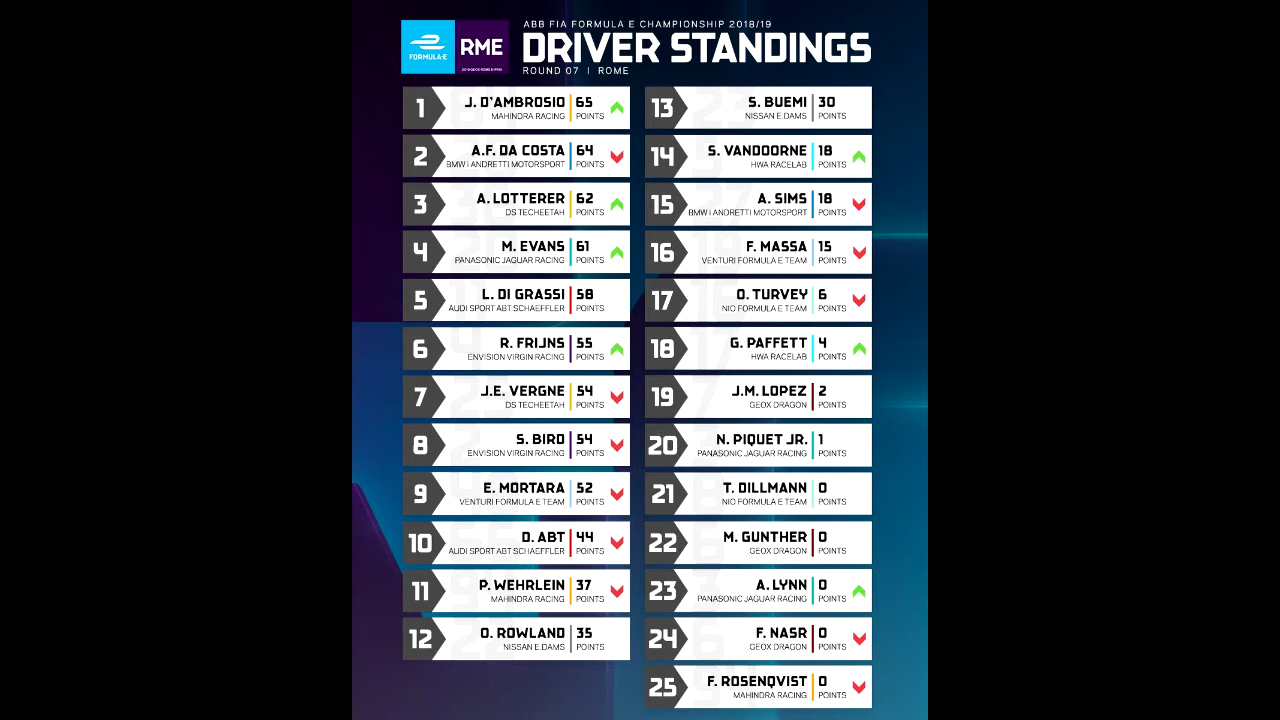 ABB FIA FORMULA E CHAMPIONSHIP 2018/19
FORMULA-E
RME
DRIVER STANDINGS
ROUND 07 | ROME
1 J. D'AMBROSIO 65
MAHINDRA RACING POINTS
2 A.F. DA COSTA 64
BMW i ANDRETTI MOTORSPORT POINTS
3 A. LOTTERER 62
DS TECHEETAH POINTS
4 M. EVANS 61
PANASONIC JAGUAR RACING POINTS
5 L. DI GRASSI 58
AUDI SPORT ABT SCHAEFFLER POINTS
6 R. FRIJNS 55
ENVISION VIRGIN RACING POINTS
7 J.E. VERGNE 54
DS TECHEETAH POINTS
8 S. BIRD 54
ENVISION VIRGIN RACING POINTS
9 E. MORTARA 52
VENTURI FORMULA E TEAM POINTS
10 D. ABT 44
AUDI SPORT ABT SCHAEFFLER POINTS
11 P. WEHRLEIN 37
MAHINDRA RACING POINTS
12 O. ROWLAND 35
NISSAN E.DAMS POINTS
13 S. BUEMI 30
NISSAN E.DAMS POINTS
14 S. VANDOORNE 18
HWA RACELAB POINTS
15 A. SIMS 18
BMW i ANDRETTI MOTORSPORT POINTS
16 F. MASSA 15
VENTURI FORMULA E TEAM POINTS
17 O. TURVEY 6
NIO FORMULA E TEAM POINTS
18 G. PAFFETT 4
HWA RACELAB POINTS
19 J.M. LOPEZ 2
GEOX DRAGON POINTS
20 N. PIQUET JR. 1
PANASONIC JAGUAR RACING POINTS
21 T. DILLMANN 0
NIO FORMULA E TEAM POINTS
22 M. GUNTHER 0
GEOX DRAGON POINTS
23 A. LYNN 0
PANASONIC JAGUAR RACING POINTS
24 F. NASR 0
GEOX DRAGON POINTS
25 F. ROSENQVIST 0
MAHINDRA RACING POINTS